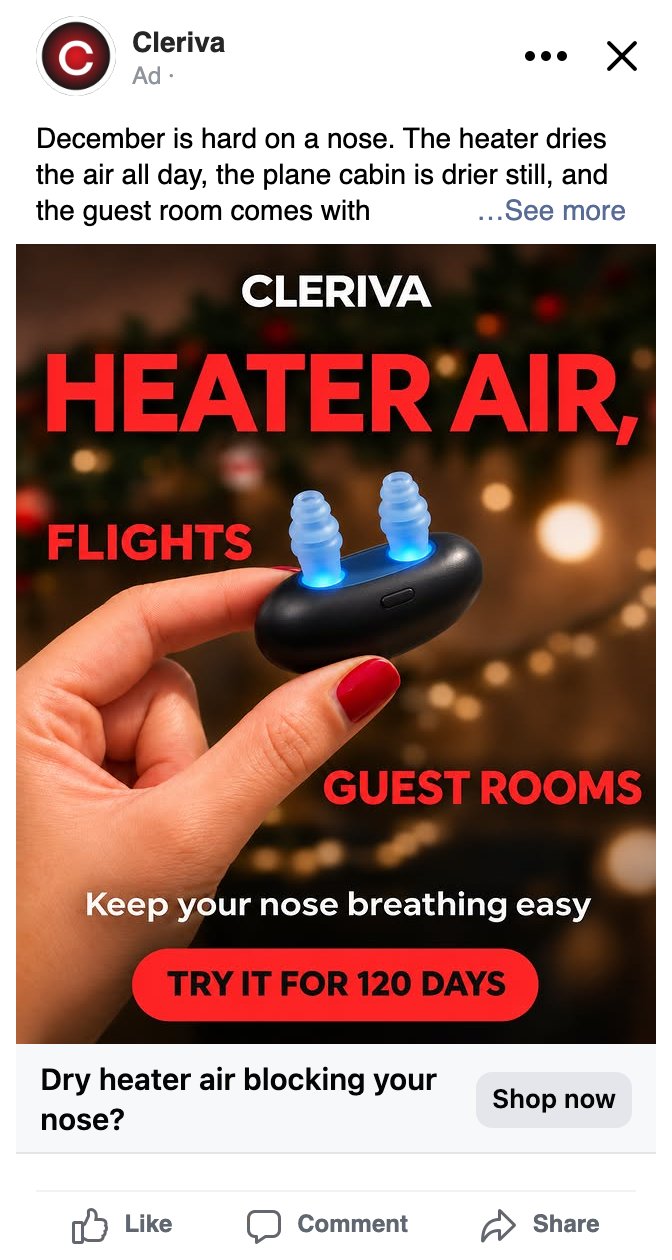 Cleriva
Ad ·
December is hard on a nose. The heater dries
the air all day, the plane cabin is drier still, and
the guest room comes with …See more
CLERIVA
HEATER AIR,
FLIGHTS
GUEST ROOMS
Keep your nose breathing easy
TRY IT FOR 120 DAYS
Dry heater air blocking your
nose?
Shop now
Like
Comment
Share